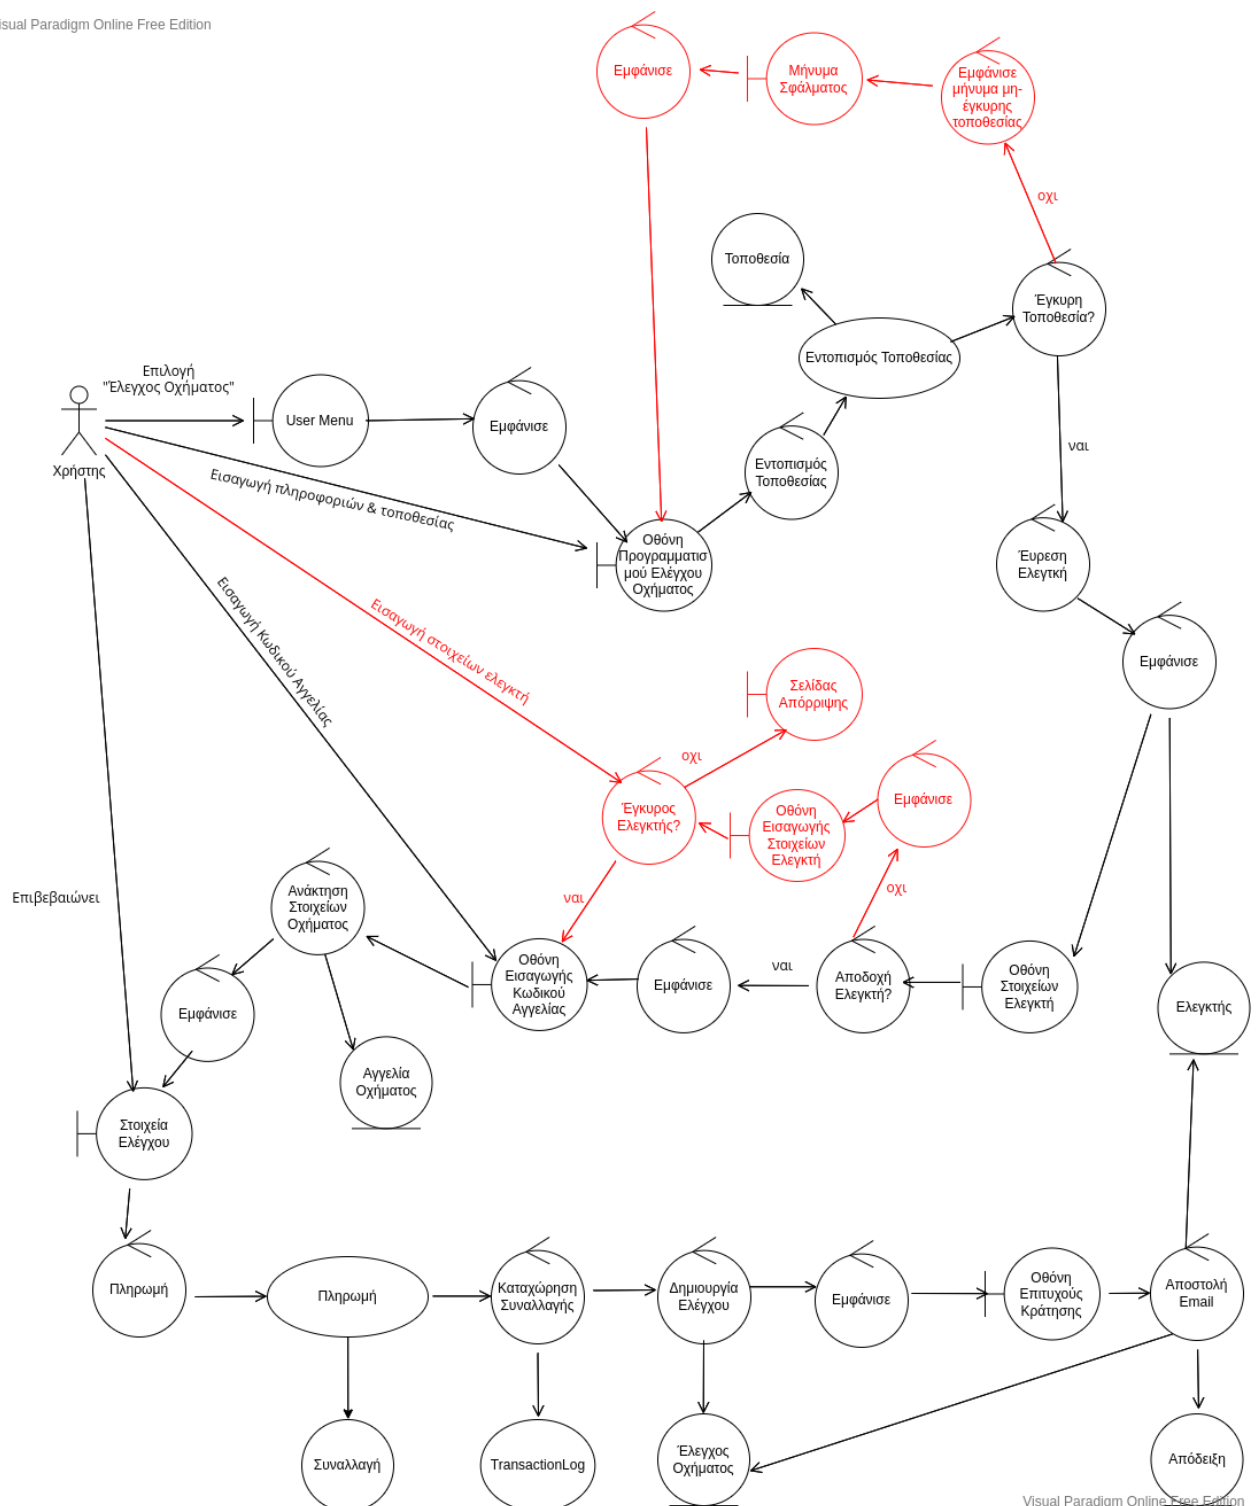 isual Paradigm Online Free Edition
Εμφάνισε
Μήνυμα
Σφάλματος
Εμφάνισε
μήνυμα μη-
έγκυρης
τοποθεσίας
οχι
Τοποθεσία
Έγκυρη
Τοποθεσία?
Εντοπισμός Τοποθεσίας
Επιλογή
"Έλεγχος Οχήματος"
User Menu
Εμφάνισε
Χρήστης
Εισαγωγή πληροφοριών & τοποθεσίας
Εντοπισμός
Τοποθεσίας
ναι
Οθόνη
Προγραμματισ
μού Ελέγχου
Οχήματος
Έυρεση
Ελεγτκή
Εισαγωγή Κωδικού Αγγελίας
Εισαγωγή στοιχείων ελεγκτή
Εμφάνισε
Σελίδας
Απόρριψης
οχι
Έγκυρος
Ελεγκτής?
Οθόνη
Εισαγωγής
Στοιχείων
Ελεγκτή
Εμφάνισε
οχι
ναι
Επιβεβαιώνει
Ανάκτηση
Στοιχείων
Οχήματος
Οθόνη
Εισαγωγής
Κωδικού
Αγγελίας
Εμφάνισε
ναι
Αποδοχή
Ελεγκτή?
Οθόνη
Στοιχείων
Ελεγκτή
Ελεγκτής
Εμφάνισε
Αγγελία
Οχήματος
Στοιχεία
Ελέγχου
Πληρωμή
Πληρωμή
Καταχώρηση
Συναλλαγής
Δημιουργία
Ελέγχου
Εμφάνισε
Οθόνη
Επιτυχούς
Κράτησης
Αποστολή
Email
Συναλλαγή
TransactionLog
Έλεγχος
Οχήματος
Απόδειξη
Visual Paradigm Online Free Edition